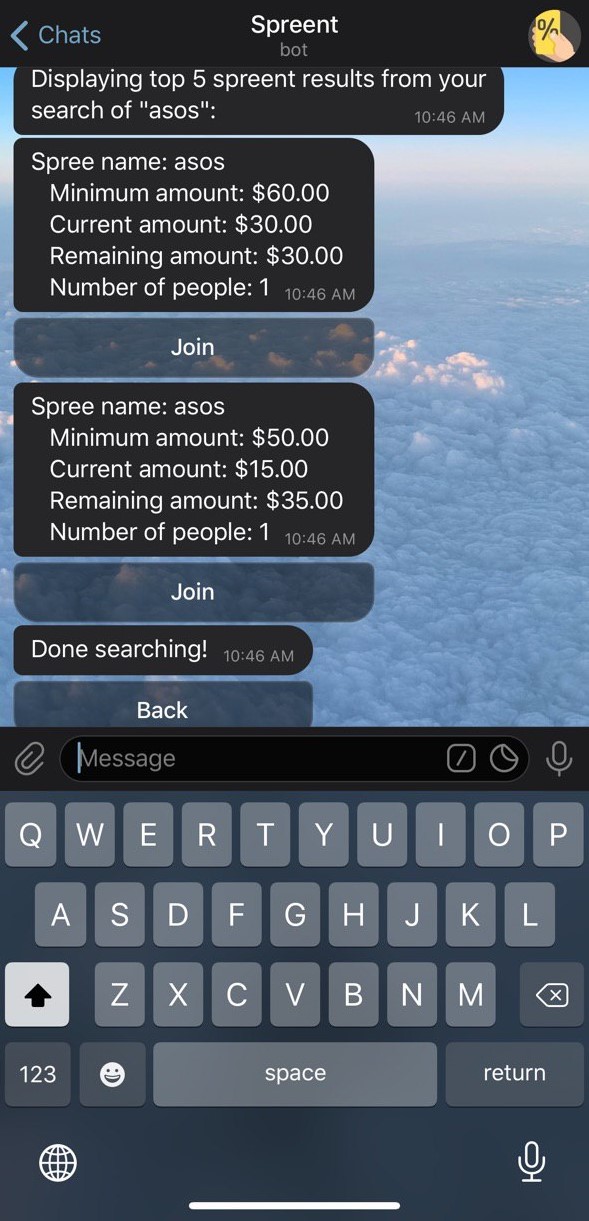 Chats
Spreent
bot
%
Displaying top 5 spreent results from your
search of "asos":
10:46 AM
Spree name: asos
Minimum amount: $60.00
Current amount: $30.00
Remaining amount: $30.00
Number of people: 1 10:46 AM
Join
Spree name: asos
Minimum amount: $50.00
Current amount: $15.00
Remaining amount: $35.00
Number of people: 1 10:46 AM
Join
Done searching! 10:46 AM
Back
Message
Q W E R T Y U I O P
A S D F G H J K L
Z X C V B N M
123 space return